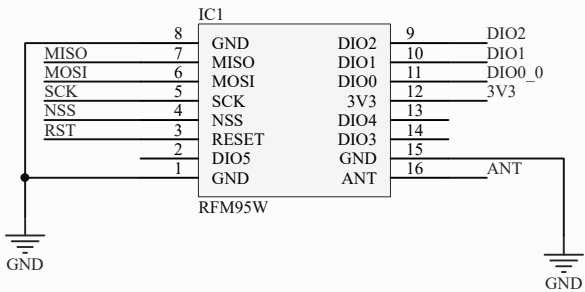 IC1
8 GND DIO2 9 DIO2
MISO 7 MISO DIO1 10 DIO1
MOSI 6 MOSI DIO0 11 DIO0_0
SCK 5 SCK 3V3 12 3V3
NSS 4 NSS DIO4 13
RST 3 RESET DIO3 14
2 DIO5 GND 15
1 GND ANT 16 ANT
RFM95W
GND
GND